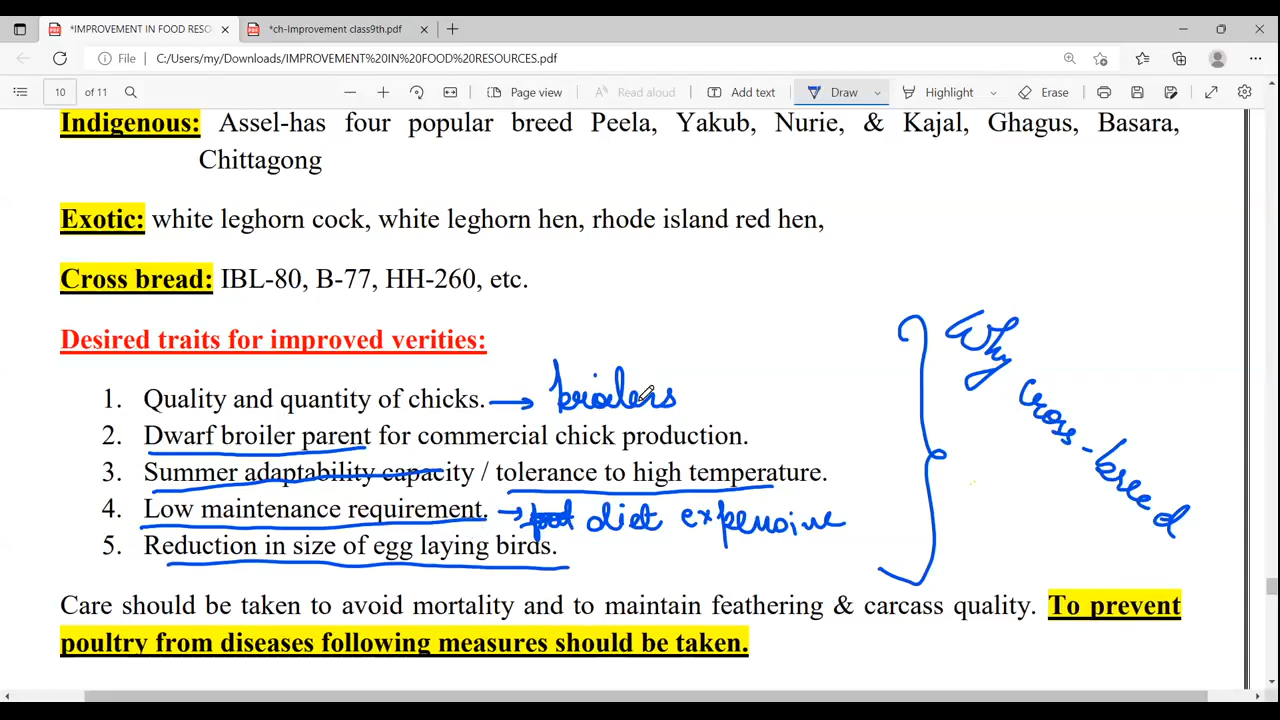 *IMPROVEMENT IN FOOD RESO
*ch-Improvement class9th.pdf
File C:/Users/my/Downloads/IMPROVEMENT%20IN%20FOOD%20RESOURCES.pdf
10 of 11 Page view Read aloud Add text Draw Highlight Erase
Indigenous: Assel-has four popular breed Peela, Yakub, Nurie, & Kajal, Ghagus, Basara,
Chittagong
Exotic: white leghorn cock, white leghorn hen, rhode island red hen,
Cross bread: IBL-80, B-77, HH-260, etc.
Desired traits for improved verities:
1. Quality and quantity of chicks. → broilers
2. Dwarf broiler parent for commercial chick production.
3. Summer adaptability capacity / tolerance to high temperature.
4. Low maintenance requirement. → diet expensive
5. Reduction in size of egg laying birds.
Why cross-breed
Care should be taken to avoid mortality and to maintain feathering & carcass quality. To prevent
poultry from diseases following measures should be taken.